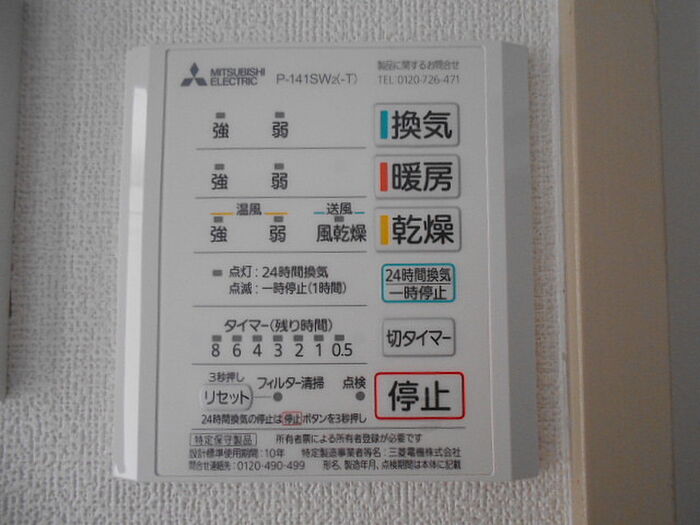 MITSUBISHI ELECTRIC P-141SW2(-T)
製品に関するお問合せ
TEL 0120-726-471
強 弱 換気
強 弱 暖房
温風 送風
強 弱 風乾燥 乾燥
点灯：24時間換気
点滅：一時停止(1時間)
24時間換気
一時停止
タイマー(残り時間)
8 6 4 3 2 1 0.5
切タイマー
3秒押し
リセット フィルター清掃 点検
停止
24時間換気の停止は停止ボタンを3秒押し
特定保守製品 所有者票による所有者登録が必要です
設計標準使用期間：10年 特定製造事業者等名：三菱電機株式会社
問合せ連絡先：0120-490-499 形名、製造年月、点検期間は本体に記載